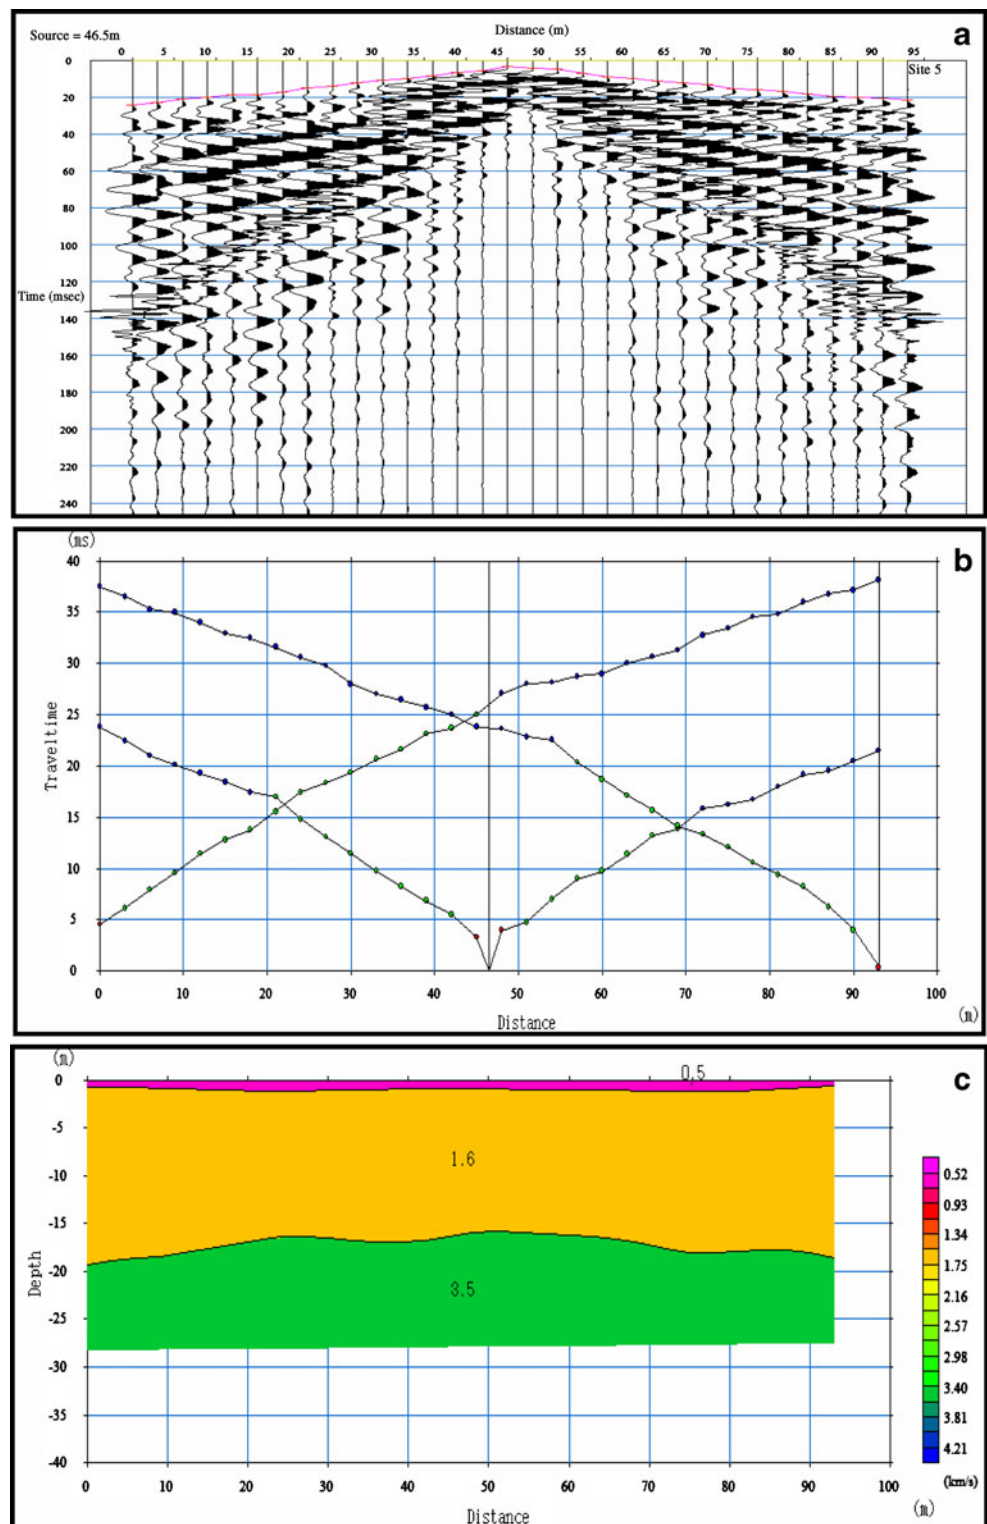 a
Distance (m)
Source = 46.5m
0 5 10 15 20 25 30 35 40 45 50 55 60 65 70 75 80 85 90 95
Site 5
0
20
40
60
80
100
120
Time (msec)
140
160
180
200
220
240
b
(ms)
40
35
30
25
20
15
10
5
0
Traveltime
0 10 20 30 40 50 60 70 80 90 100
Distance
(m)
c
(m)
0
-5
-10
-15
-20
-25
-30
-35
-40
Depth
0.5
1.6
3.5
0 10 20 30 40 50 60 70 80 90 100
Distance
(m)
0.52
0.93
1.34
1.75
2.16
2.57
2.98
3.40
3.81
4.21
(km/s)